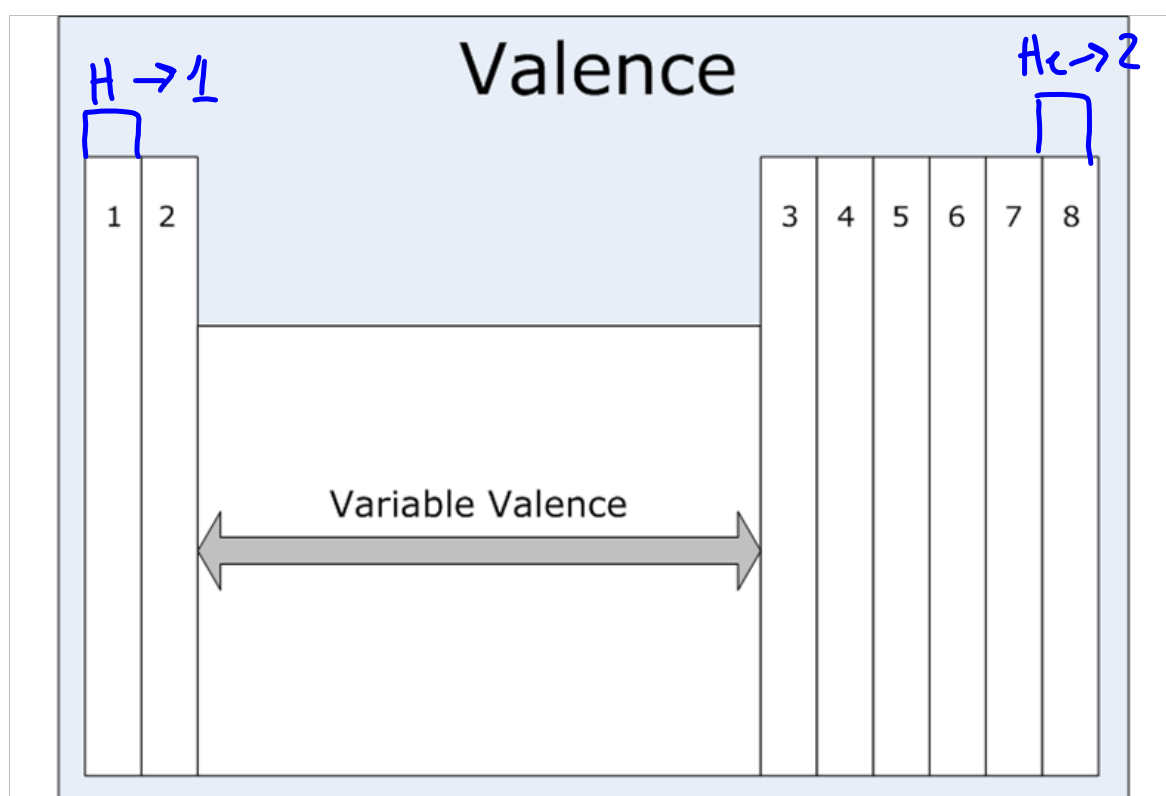 Valence
H → 1
He → 2
1 2 3 4 5 6 7 8
Variable Valence